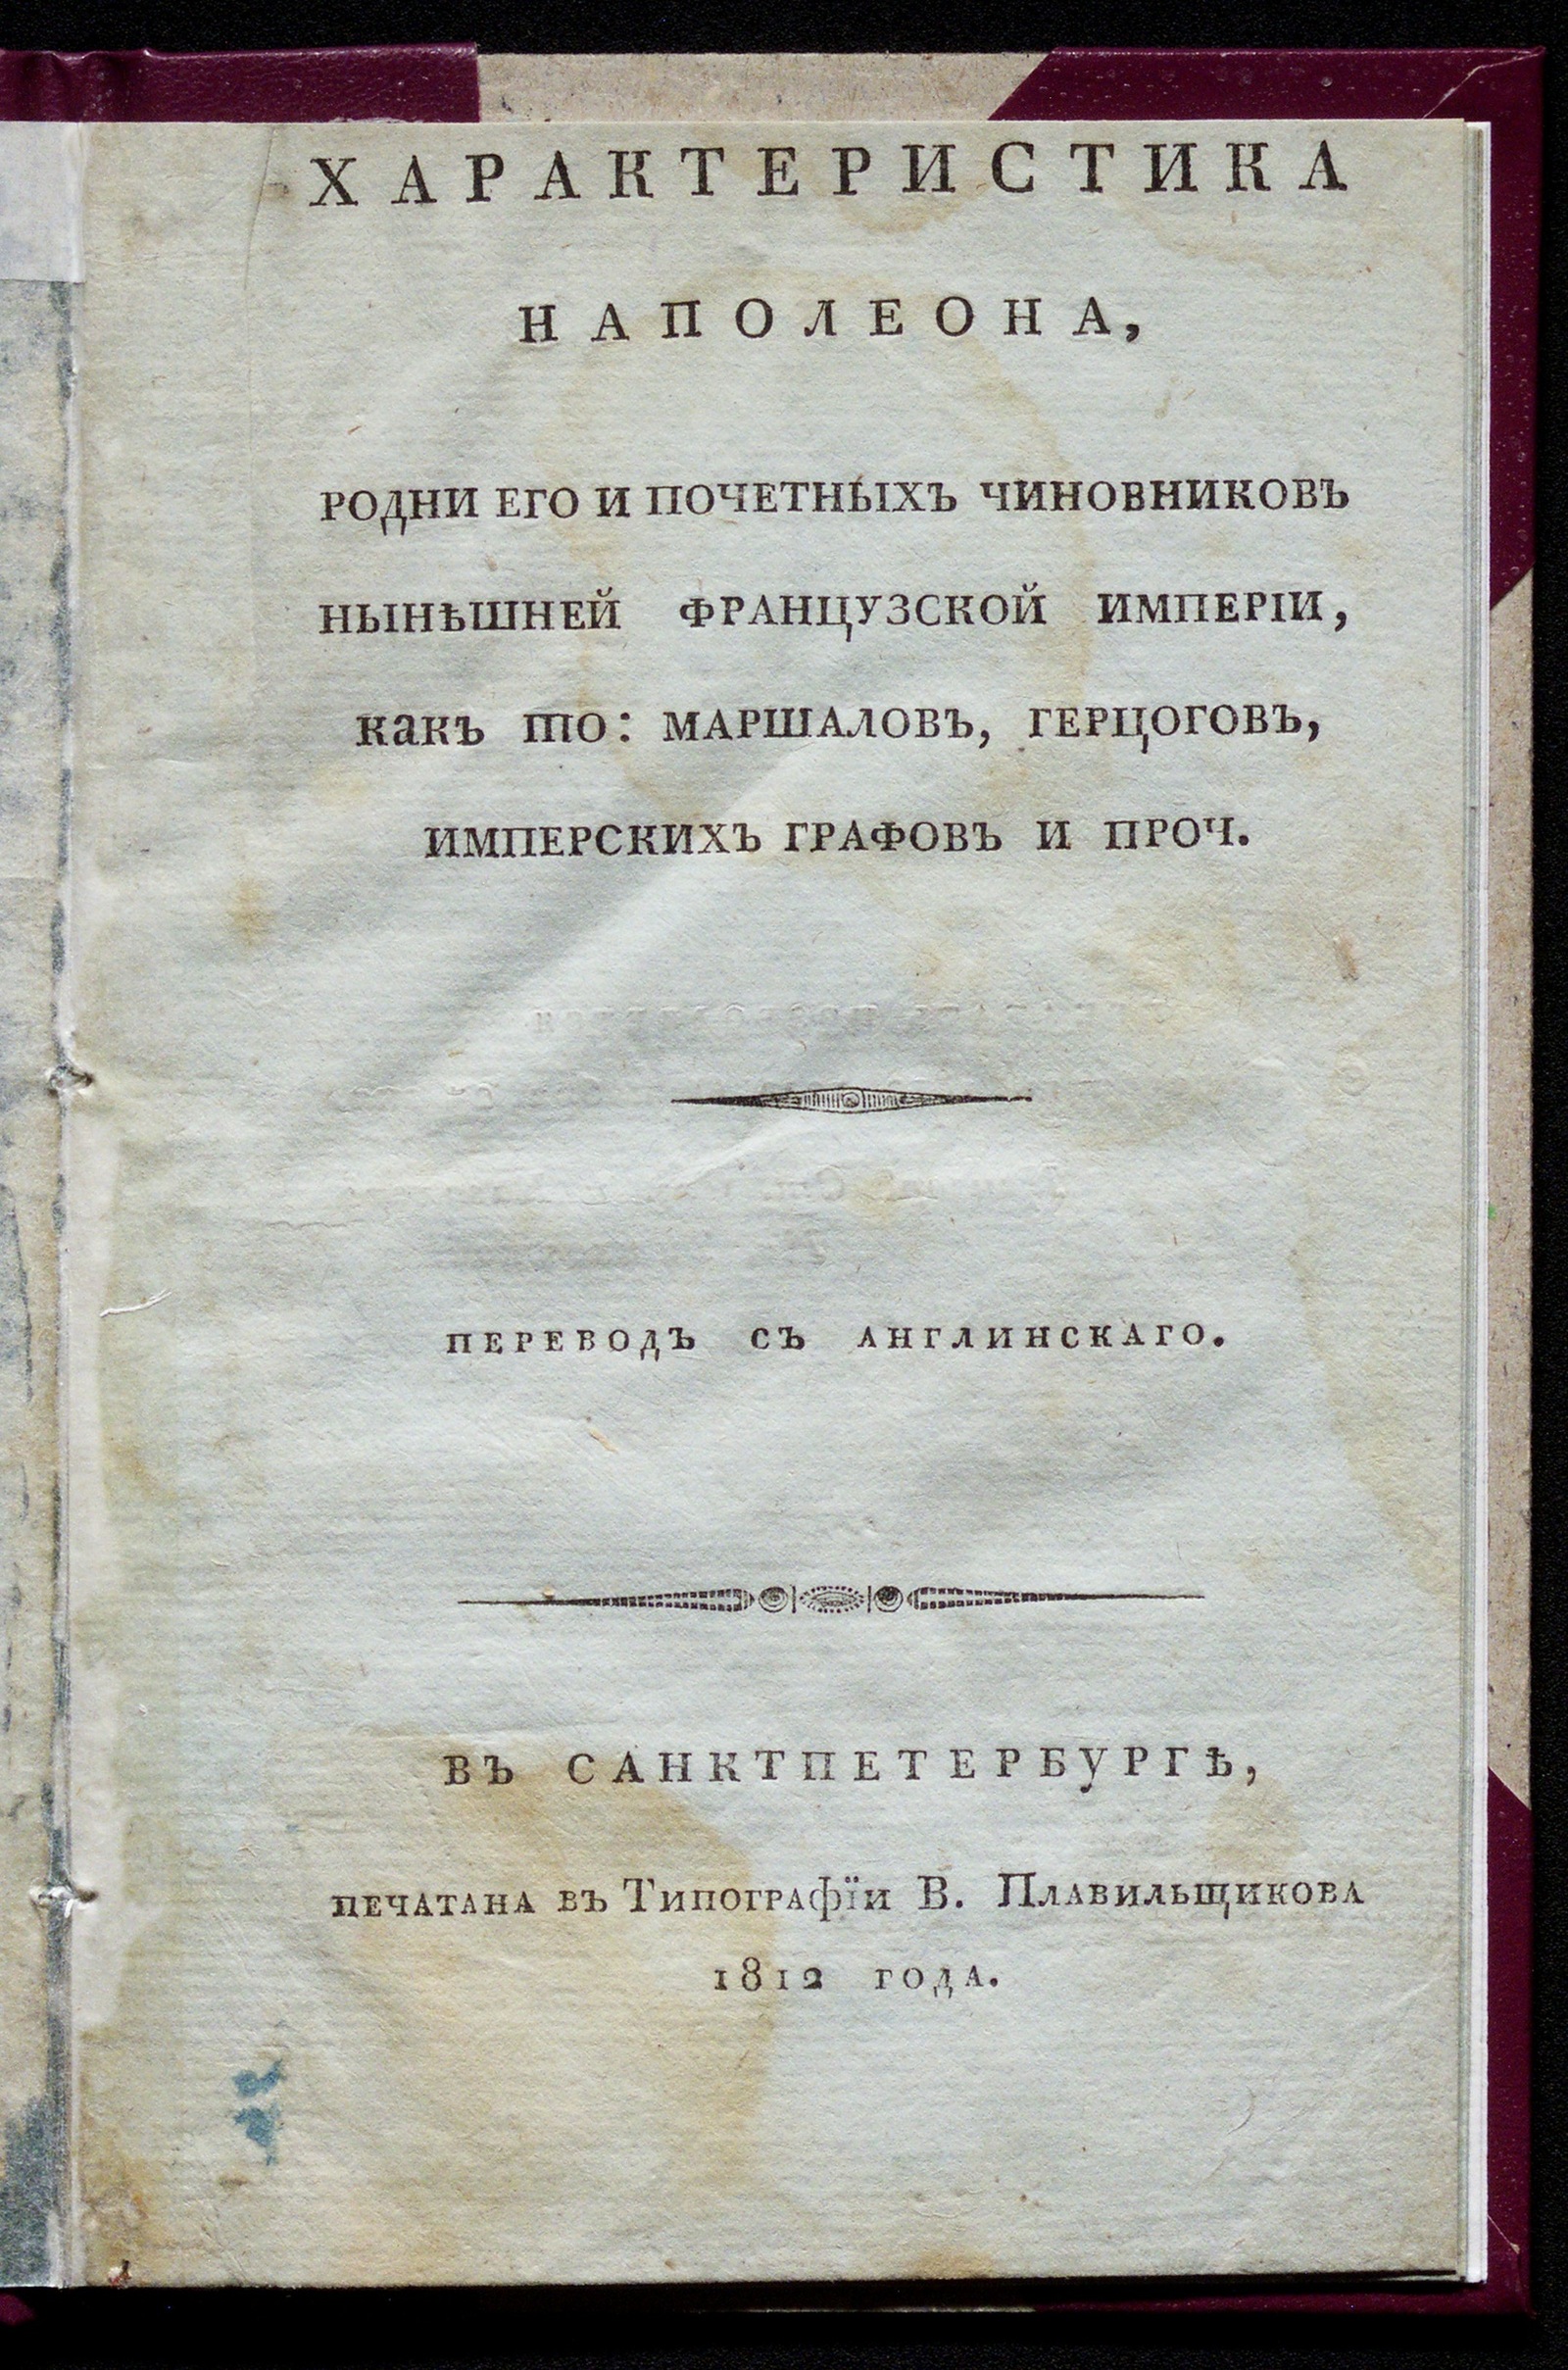 ХАРАКТЕРИСТИКА
НАПОЛЕОНА,
РОДНИ ЕГО И ПОЧЕТНЫХЪ ЧИНОВНИКОВЪ
НЫНѢШНЕЙ ФРАНЦУЗСКОЙ ИМПЕРІИ,
какъ то: МАРШАЛОВЪ, ГЕРЦОГОВЪ,
ИМПЕРСКИХЪ ГРАФОВЪ И ПРОЧ.
ПЕРЕВОДЪ СЪ АНГЛИНСКАГО.
ВЪ САНКТПЕТЕРБУРГѢ,
ПЕЧАТАНА ВЪ ТИПОГРАФЇИ В. ПЛАВИЛЬЩИКОВА
1812 ГОДА.